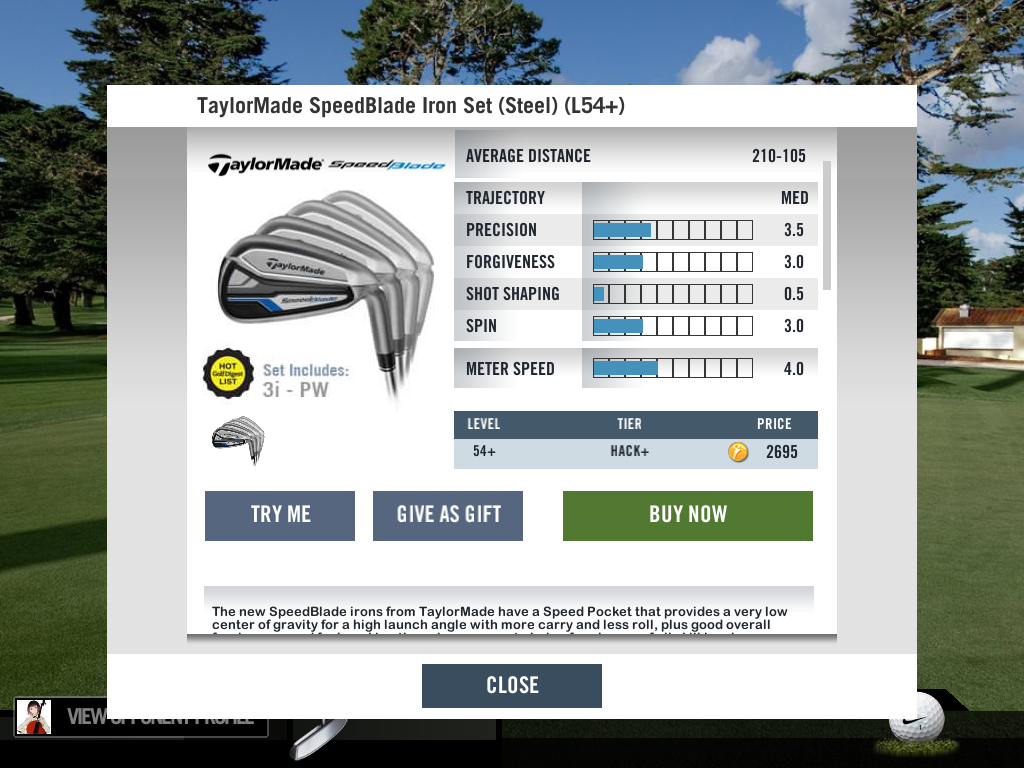 TaylorMade SpeedBlade Iron Set (Steel) (L54+)
TaylorMade SpeedBlade
AVERAGE DISTANCE 210-105
TRAJECTORY MED
PRECISION 3.5
FORGIVENESS 3.0
SHOT SHAPING 0.5
SPIN 3.0
METER SPEED 4.0
TaylorMade
SpeedBlade
HOT
Golf Digest
LIST
Set Includes:
3i - PW
LEVEL TIER PRICE
54+ HACK+ 2695
TRY ME
GIVE AS GIFT
BUY NOW
The new SpeedBlade irons from TaylorMade have a Speed Pocket that provides a very low
center of gravity for a high launch angle with more carry and less roll, plus good overall
CLOSE
VIEW OPPONENT PROFILE